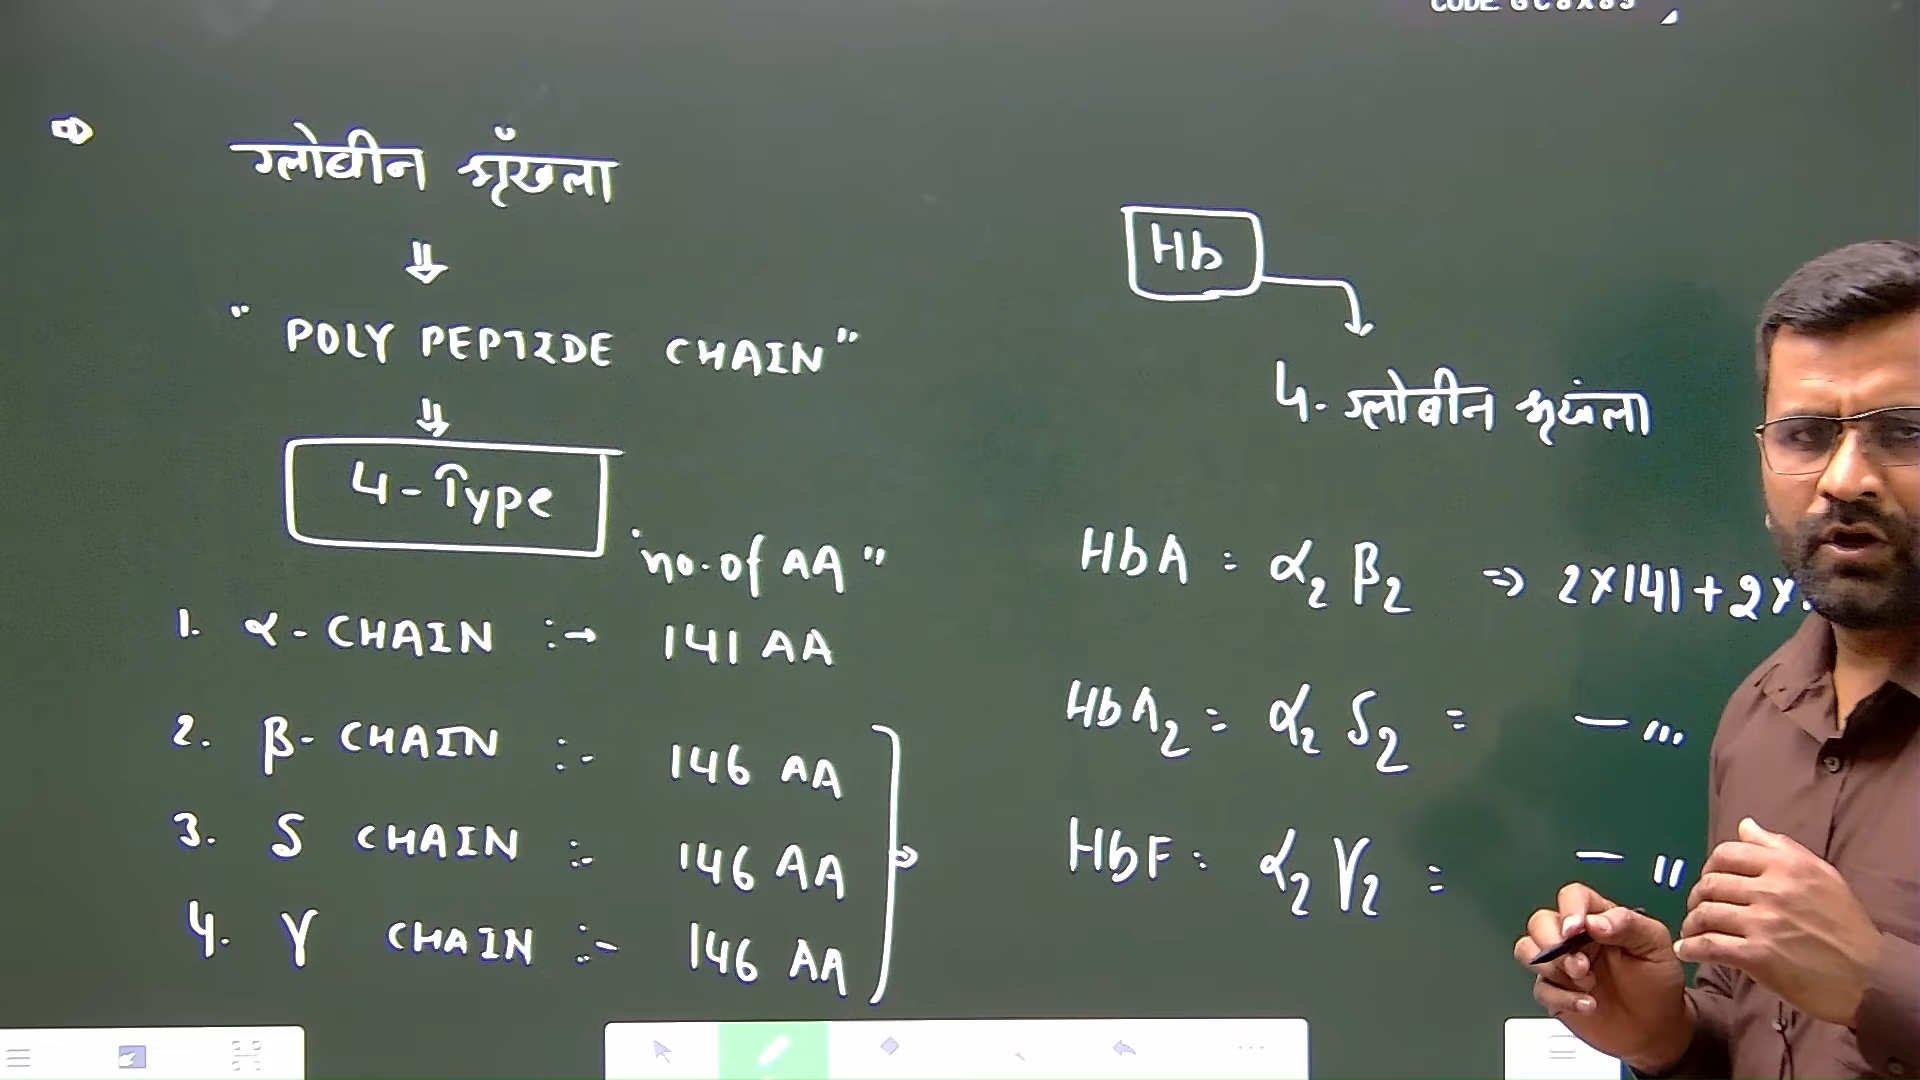 ग्लोबीन श्रृँखला
"POLY PEPTIDE CHAIN"
4-Type
"no. of AA"
1. α-CHAIN :→ 141 AA
2. β-CHAIN :- 146 AA
3. δ CHAIN :- 146 AA
4. γ CHAIN :- 146 AA
Hb
4-ग्लोबीन श्रृखंला
HbA = α₂ β₂ ⇒ 2×141+2×
HbA₂ = α₂ δ₂ = — ,,,
HbF: α₂ γ₂ = — ,,